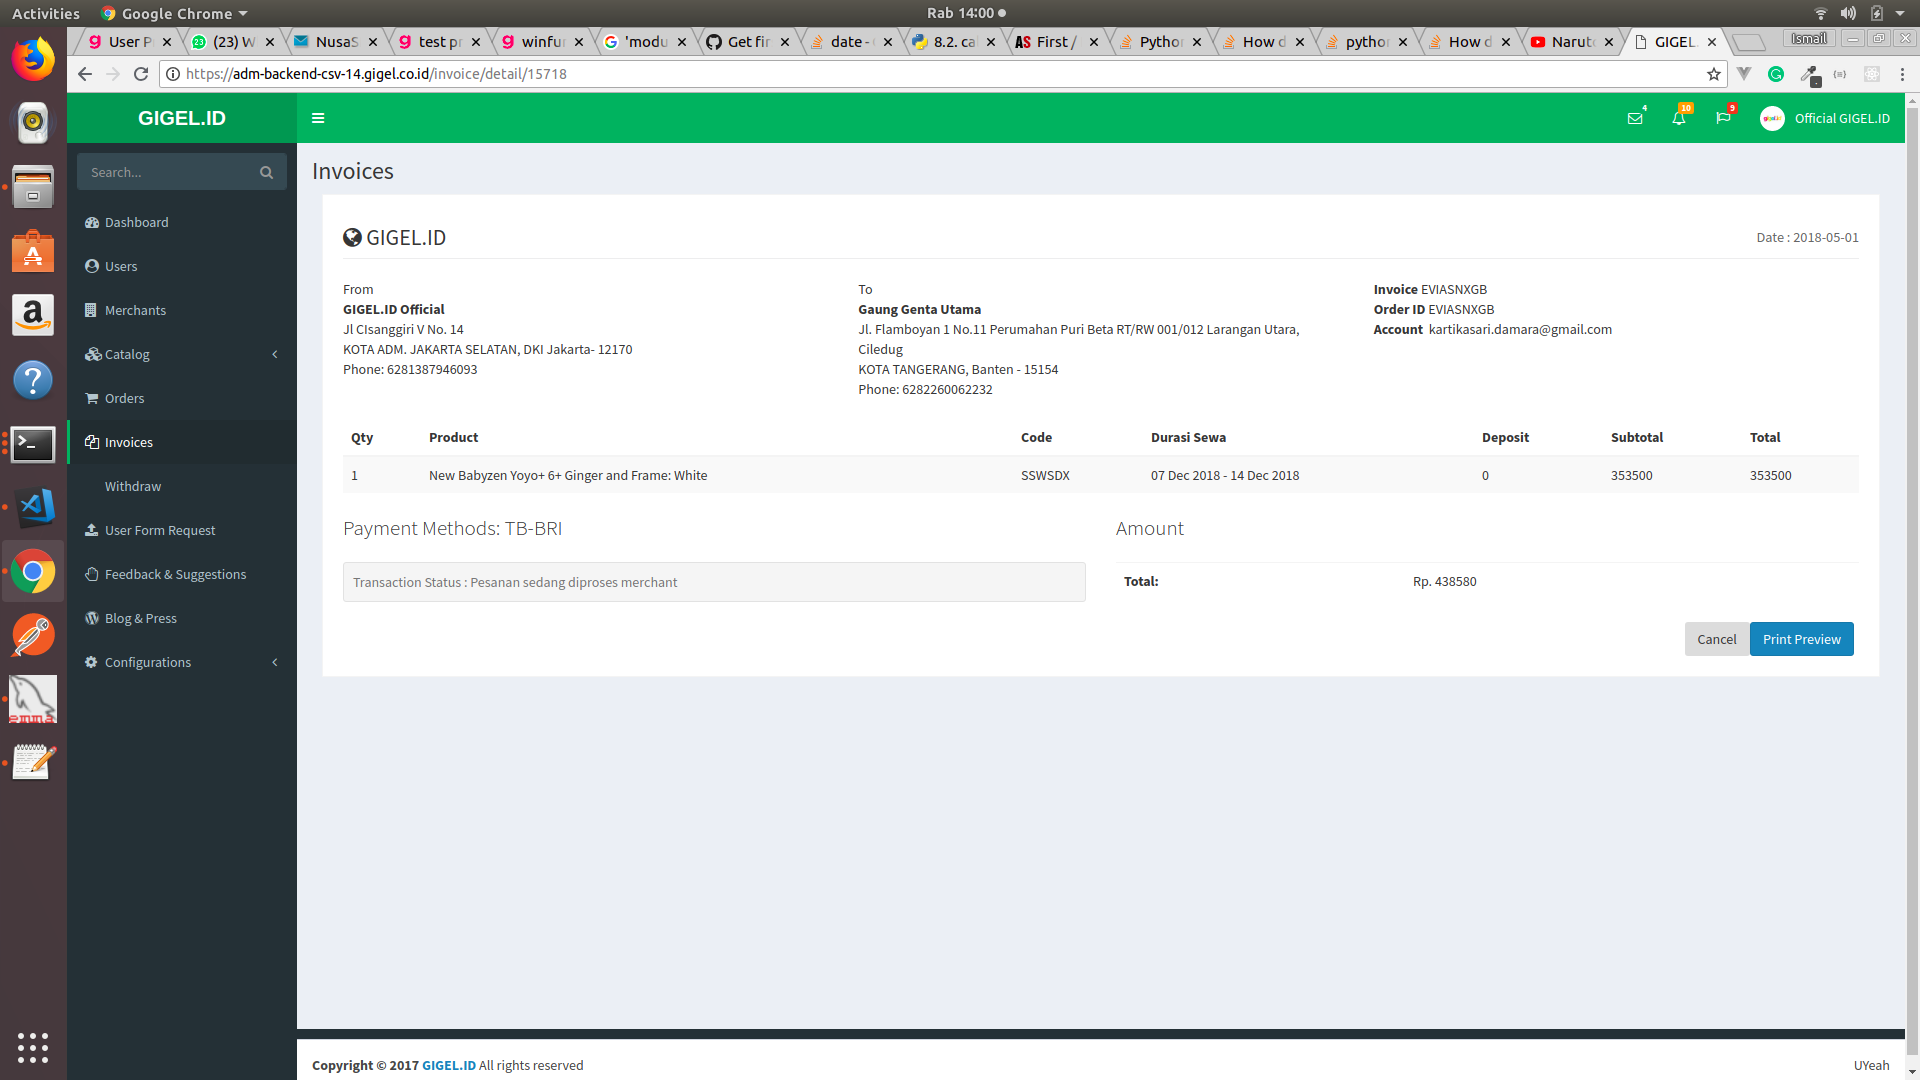 Activities Google Chrome Rab 14:00
User P (23) W NusaS test pr winfur 'modu Get fir date - 8.2. ca First / Pytho How d pytho How d Narut GIGEL. Ismail
https://adm-backend-csv-14.gigel.co.id/invoice/detail/15718
GIGEL.ID 4 10 9 Official GIGEL.ID
Search...
Dashboard
Users
Merchants
Catalog
Orders
Invoices
Withdraw
User Form Request
Feedback & Suggestions
Blog & Press
Configurations
Invoices
GIGEL.ID Date : 2018-05-01
From
GIGEL.ID Official
Jl CIsanggiri V No. 14
KOTA ADM. JAKARTA SELATAN, DKI Jakarta- 12170
Phone: 6281387946093
To
Gaung Genta Utama
Jl. Flamboyan 1 No.11 Perumahan Puri Beta RT/RW 001/012 Larangan Utara,
Ciledug
KOTA TANGERANG, Banten - 15154
Phone: 6282260062232
Invoice EVIASNXGB
Order ID EVIASNXGB
Account kartikasari.damara@gmail.com
Qty Product Code Durasi Sewa Deposit Subtotal Total
1 New Babyzen Yoyo+ 6+ Ginger and Frame: White SSWSDX 07 Dec 2018 - 14 Dec 2018 0 353500 353500
Payment Methods: TB-BRI
Transaction Status : Pesanan sedang diproses merchant
Amount
Total: Rp. 438580
Cancel Print Preview
Copyright © 2017 GIGEL.ID All rights reserved UYeah